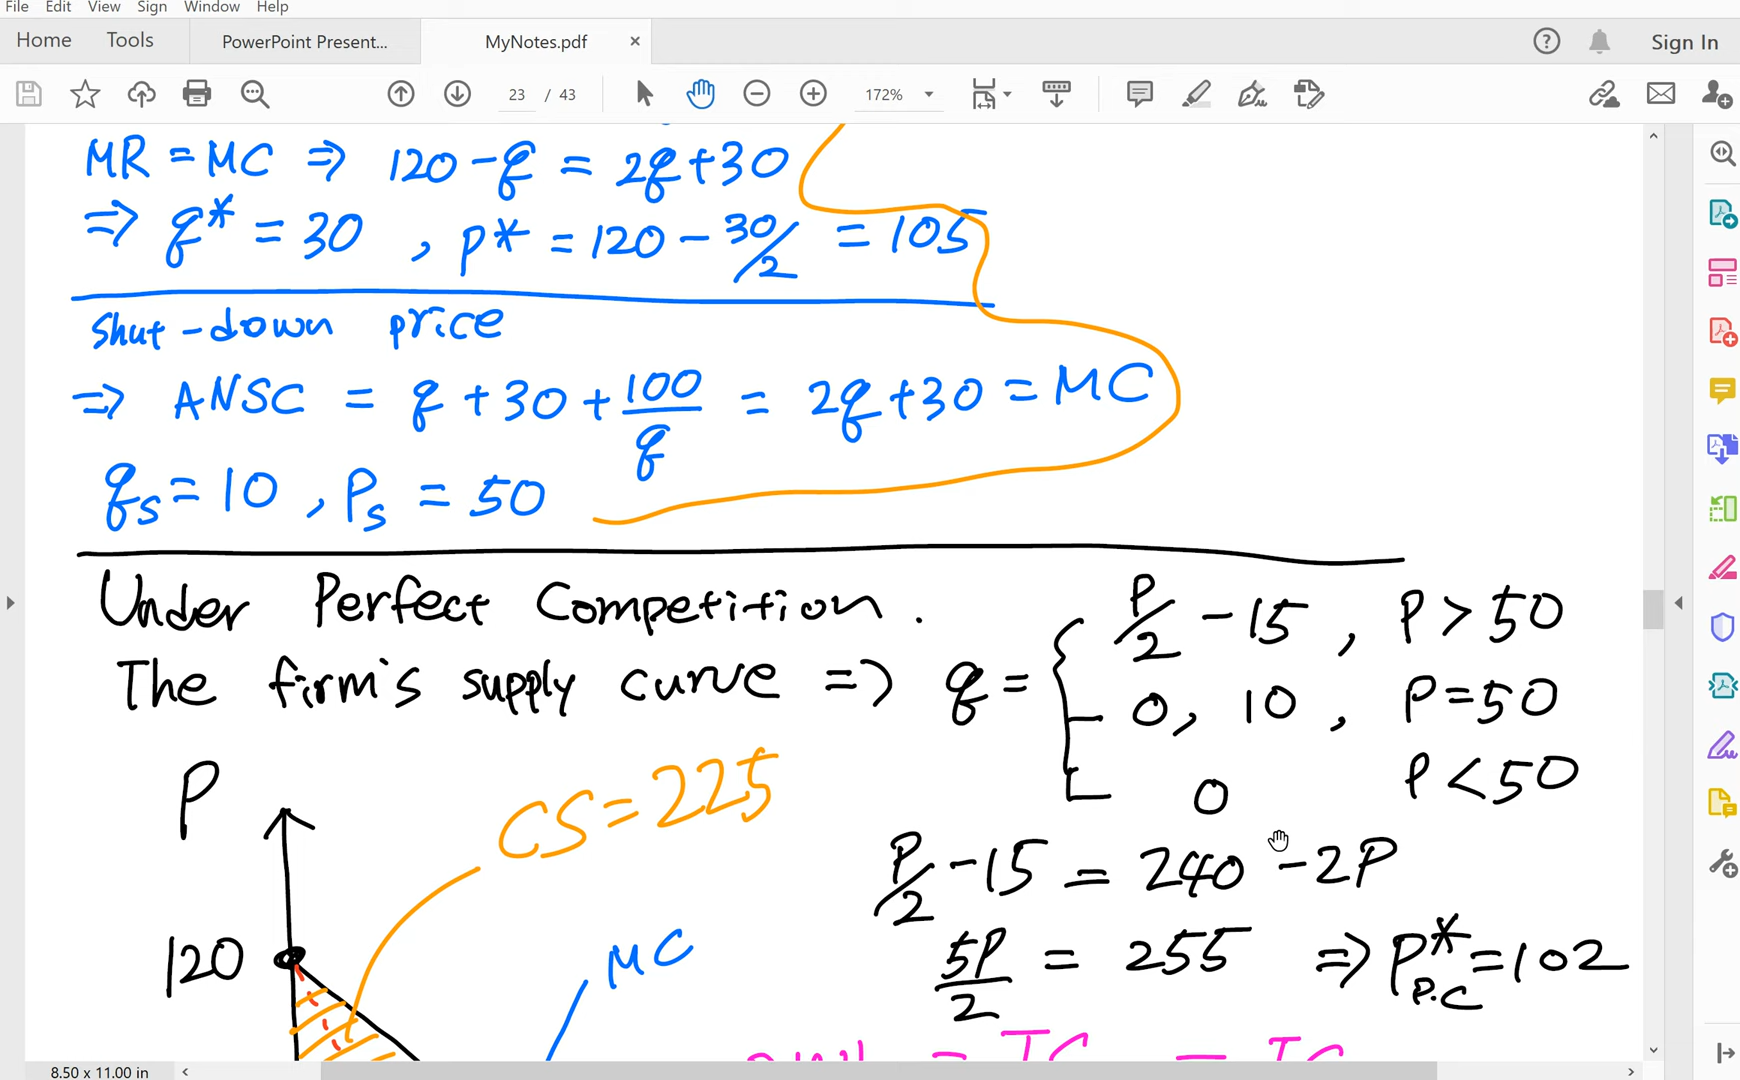 File Edit View Sign Window Help
Home Tools PowerPoint Present... MyNotes.pdf × Sign In
23 / 43 172%
MR = MC ⇒ 120 - q = 2q + 30
⇒ q* = 30 , P* = 120 - 30/2 = 105
Shut-down price
⇒ ANSC = q + 30 + 100/q = 2q + 30 = MC
qs = 10 , Ps = 50
Under Perfect Competition .
The firm's supply curve => q = { P/2 - 15 , P > 50
0, 10 , P = 50
0 P < 50
P
CS = 225
P/2 - 15 = 240 - 2P
120
MC
5P/2 = 255 => P*P.C = 102
8.50 x 11.00 in